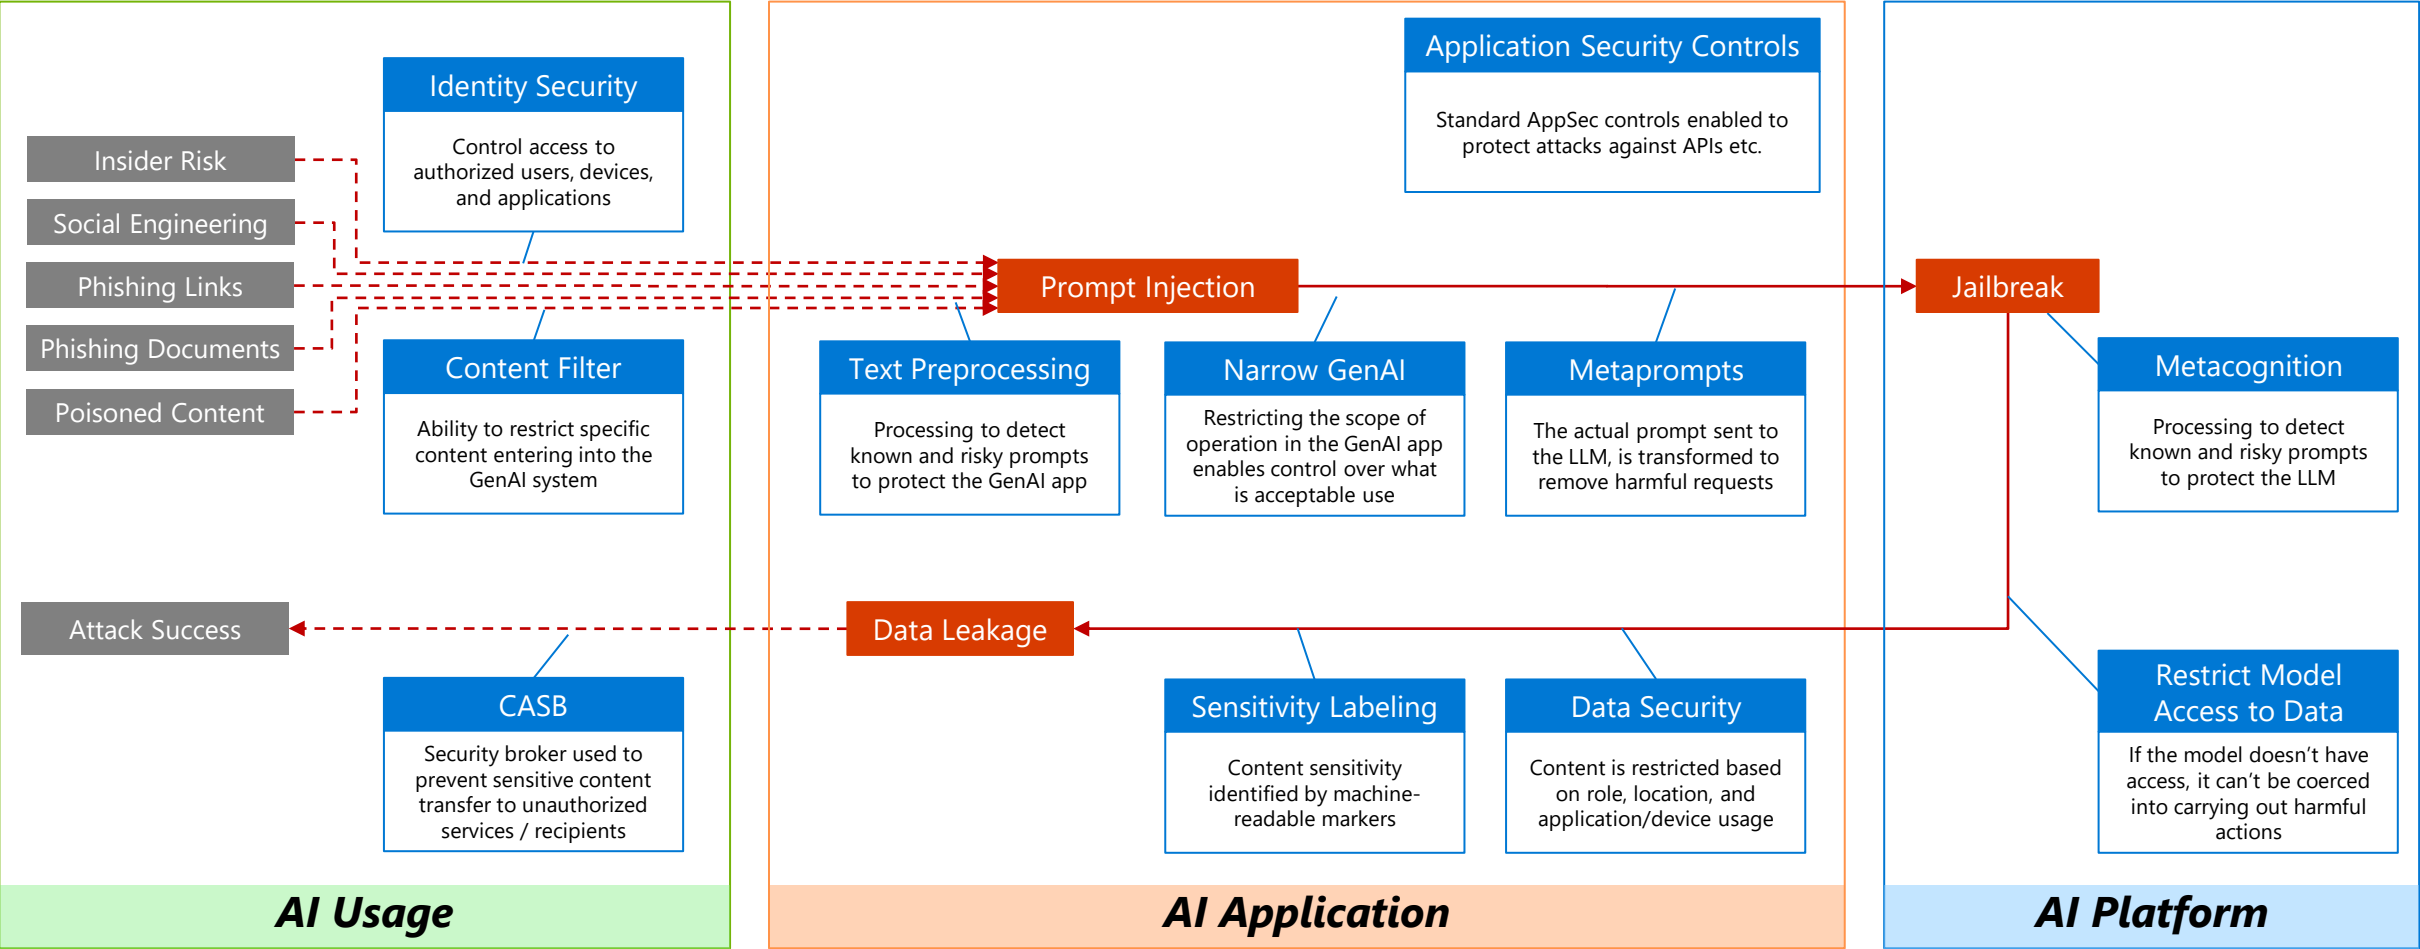 Identity Security
Control access to
authorized users, devices,
and applications
Insider Risk
Social Engineering
Phishing Links
Phishing Documents
Poisoned Content
Content Filter
Ability to restrict specific
content entering into the
GenAI system
Attack Success
CASB
Security broker used to
prevent sensitive content
transfer to unauthorized
services / recipients
AI Usage
Application Security Controls
Standard AppSec controls enabled to
protect attacks against APIs etc.
Prompt Injection
Text Preprocessing
Processing to detect
known and risky prompts
to protect the GenAI app
Narrow GenAI
Restricting the scope of
operation in the GenAI app
enables control over what
is acceptable use
Metaprompts
The actual prompt sent to
the LLM, is transformed to
remove harmful requests
Data Leakage
Sensitivity Labeling
Content sensitivity
identified by machine-
readable markers
Data Security
Content is restricted based
on role, location, and
application/device usage
AI Application
Jailbreak
Metacognition
Processing to detect
known and risky prompts
to protect the LLM
Restrict Model
Access to Data
If the model doesn’t have
access, it can’t be coerced
into carrying out harmful
actions
AI Platform